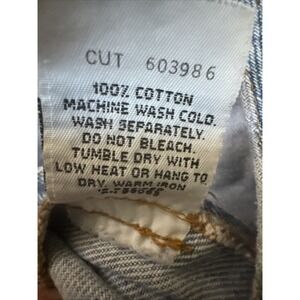 CUT 603986
100% COTTON
MACHINE WASH COLD.
WASH SEPARATELY.
DO NOT BLEACH.
TUMBLE DRY WITH
LOW HEAT OR HANG TO
DRY. WARM IRON